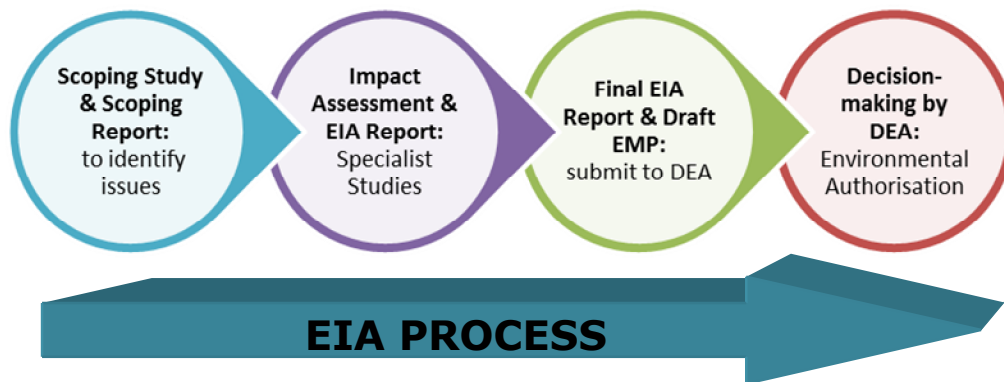 Scoping Study
& Scoping
Report:
to identify
issues
Impact
Assessment &
EIA Report:
Specialist
Studies
Final EIA
Report & Draft
EMP:
submit to DEA
Decision-
making by
DEA:
Environmental
Authorisation
EIA PROCESS